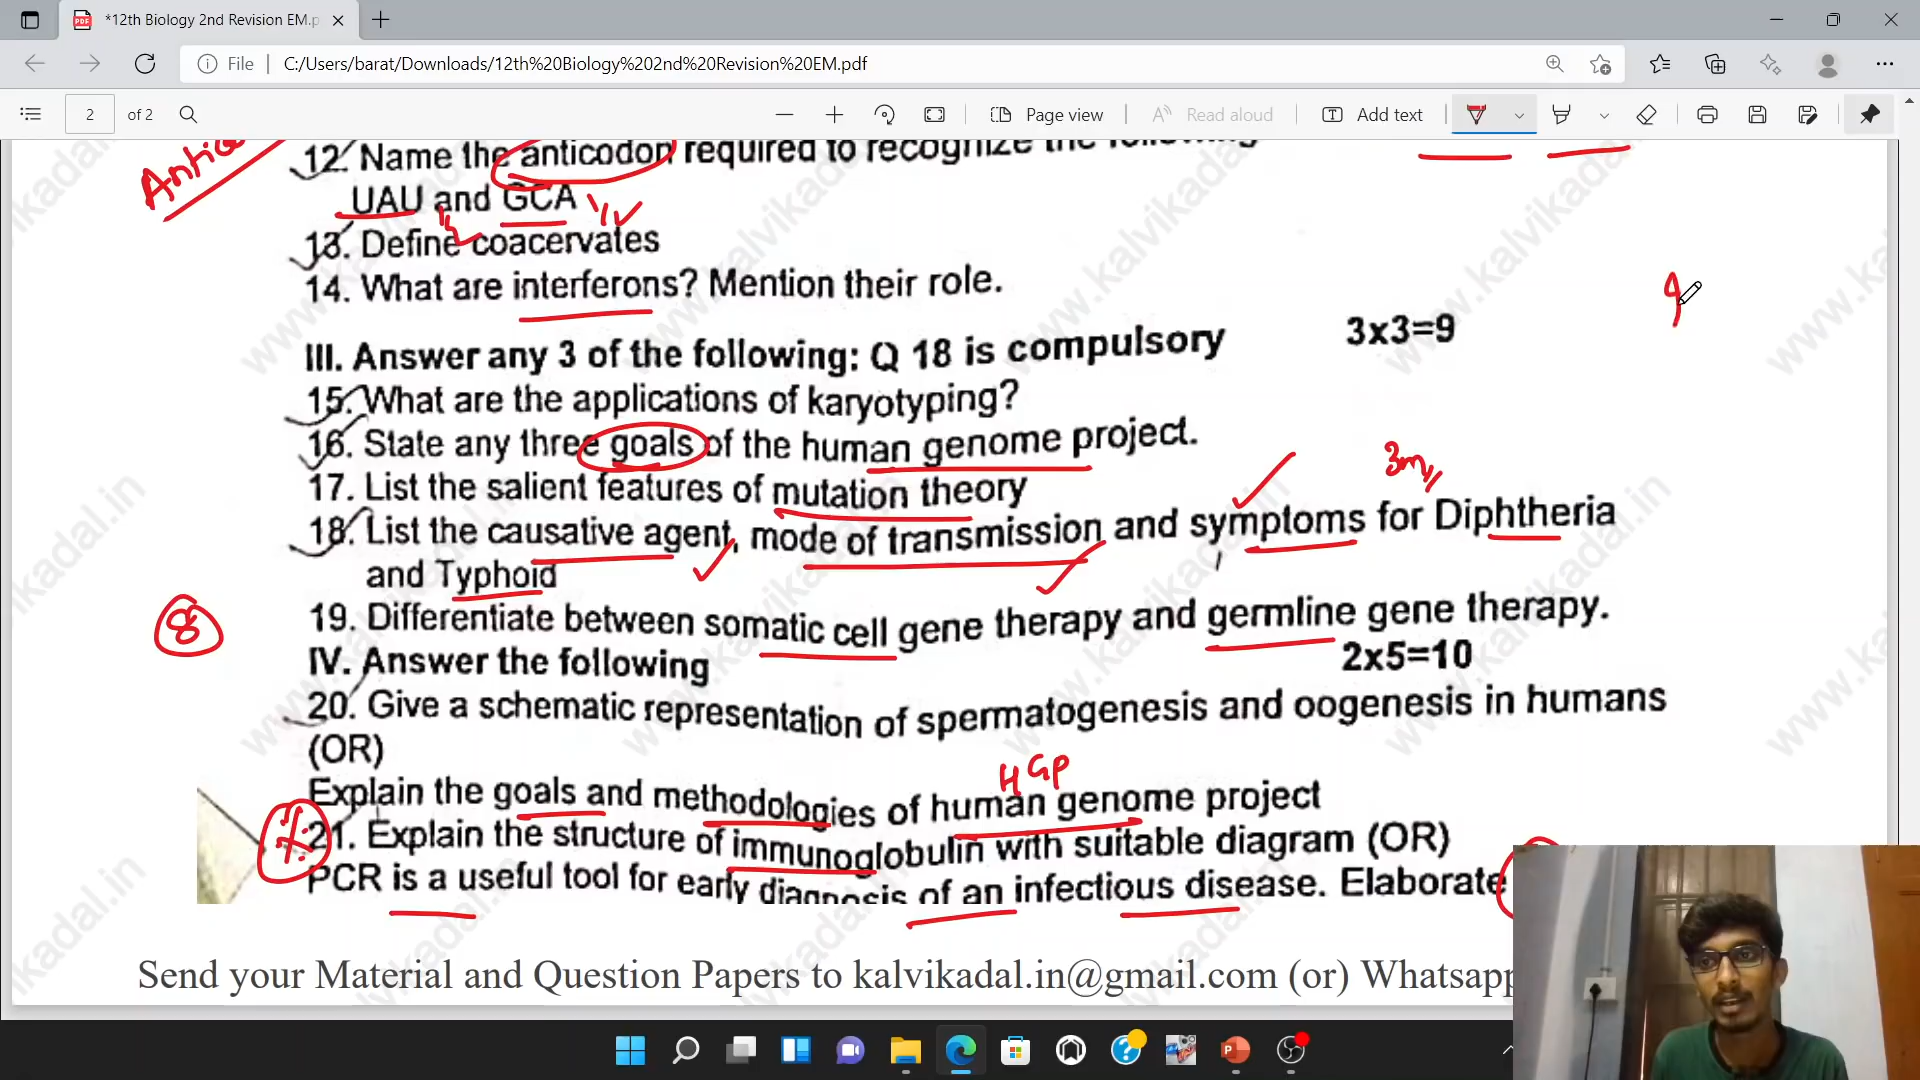 *12th Biology 2nd Revision EM.p
File
C:/Users/barat/Downloads/12th%20Biology%202nd%20Revision%20EM.pdf
2 of 2
Page view
Read aloud
Add text
12. Name the anticodon required to recognize the following
UAU and GCA
13. Define coacervates
14. What are interferons? Mention their role.
III. Answer any 3 of the following: Q 18 is compulsory 3x3=9
15. What are the applications of karyotyping?
16. State any three goals of the human genome project.
17. List the salient features of mutation theory
3m
18. List the causative agent, mode of transmission and symptoms for Diphtheria
and Typhoid
8
19. Differentiate between somatic cell gene therapy and germline gene therapy.
IV. Answer the following 2x5=10
20. Give a schematic representation of spermatogenesis and oogenesis in humans
(OR)
HGP
Explain the goals and methodologies of human genome project
21. Explain the structure of immunoglobulin with suitable diagram (OR)
PCR is a useful tool for early diagnosis of an infectious disease. Elaborate
Send your Material and Question Papers to kalvikadal.in@gmail.com (or) Whatsapp
www.kalvikadal.in